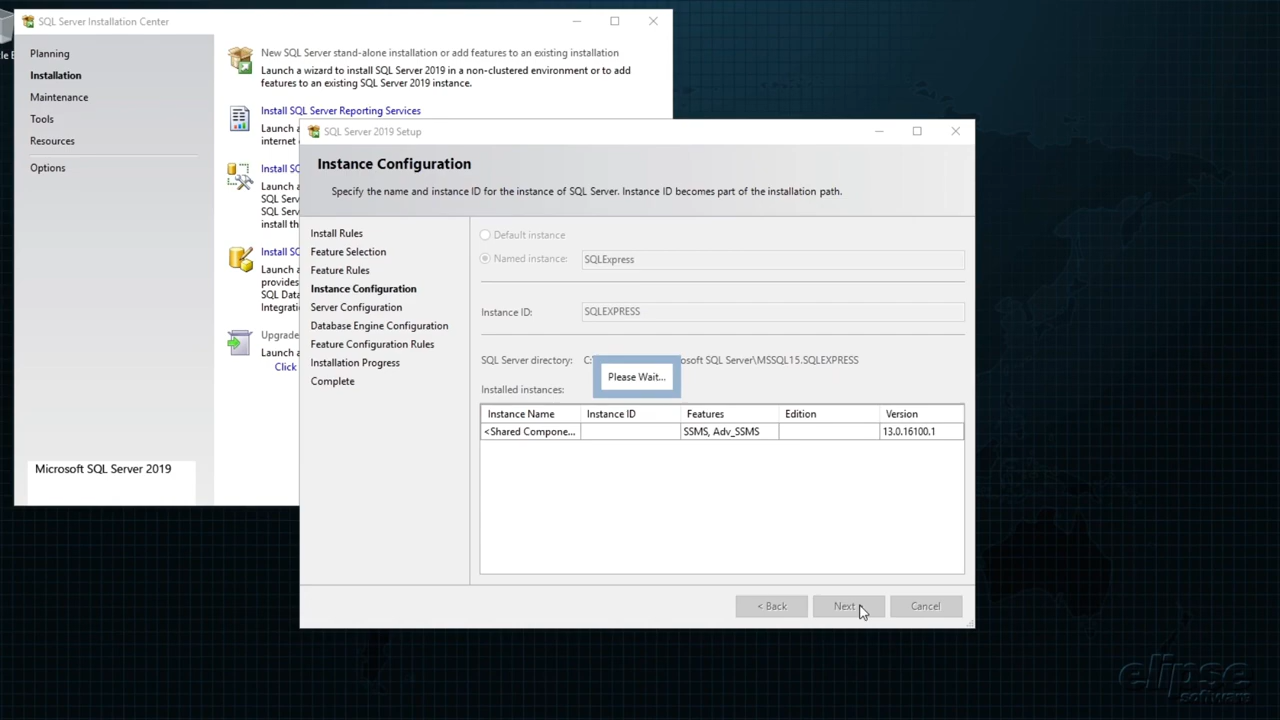 SQL Server Installation Center
Planning
Installation
Maintenance
Tools
Resources
Options
Microsoft SQL Server 2019
New SQL Server stand-alone installation or add features to an existing installation
Launch a wizard to install SQL Server 2019 in a non-clustered environment or to add
features to an existing SQL Server 2019 instance.
Install SQL Server Reporting Services
Launch a
internet
Install SQ
Launch a
SQL Serv
SQL Serv
install th
Install SQ
Launch a
provides
SQL Data
Integrati
Upgrade
Launch a
Click
SQL Server 2019 Setup
Instance Configuration
Specify the name and instance ID for the instance of SQL Server. Instance ID becomes part of the installation path.
Install Rules
Feature Selection
Feature Rules
Instance Configuration
Server Configuration
Database Engine Configuration
Feature Configuration Rules
Installation Progress
Complete
Default instance
Named instance: SQLExpress
Instance ID: SQLEXPRESS
SQL Server directory: C:\ osoft SQL Server\MSSQL15.SQLEXPRESS
Please Wait...
Installed instances:
Instance Name Instance ID Features Edition Version
<Shared Compone... SSMS, Adv_SSMS 13.0.16100.1
< Back Next Cancel
elipse
software